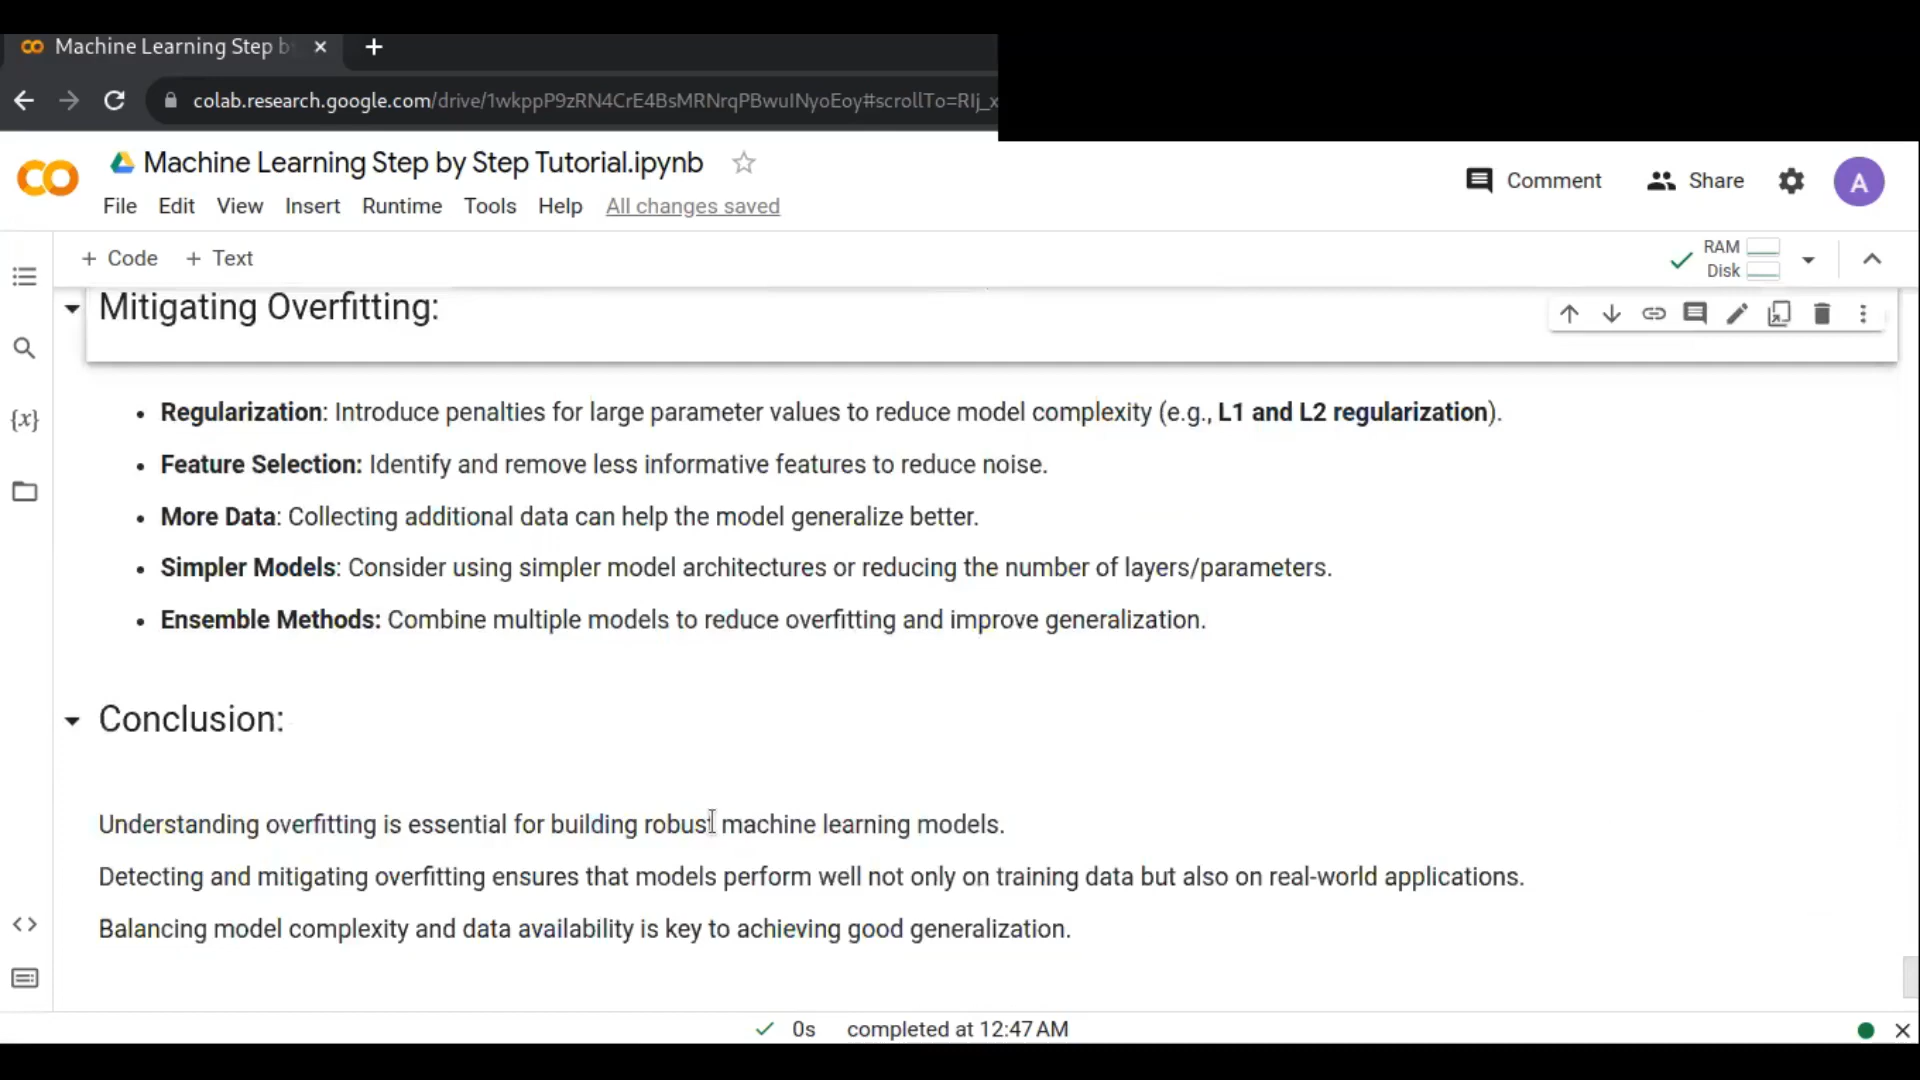 Machine Learning Step b
colab.research.google.com/drive/1wkppP9zRN4CrE4BsMRNrqPBwuINyoEoy#scrollTo=RIj_x
Machine Learning Step by Step Tutorial.ipynb
Comment
Share
A
File Edit View Insert Runtime Tools Help All changes saved
+ Code + Text
RAM
Disk
Mitigating Overfitting:
{x}
• Regularization: Introduce penalties for large parameter values to reduce model complexity (e.g., L1 and L2 regularization).
• Feature Selection: Identify and remove less informative features to reduce noise.
• More Data: Collecting additional data can help the model generalize better.
• Simpler Models: Consider using simpler model architectures or reducing the number of layers/parameters.
• Ensemble Methods: Combine multiple models to reduce overfitting and improve generalization.
Conclusion:
Understanding overfitting is essential for building robust machine learning models.
Detecting and mitigating overfitting ensures that models perform well not only on training data but also on real-world applications.
Balancing model complexity and data availability is key to achieving good generalization.
0s completed at 12:47 AM